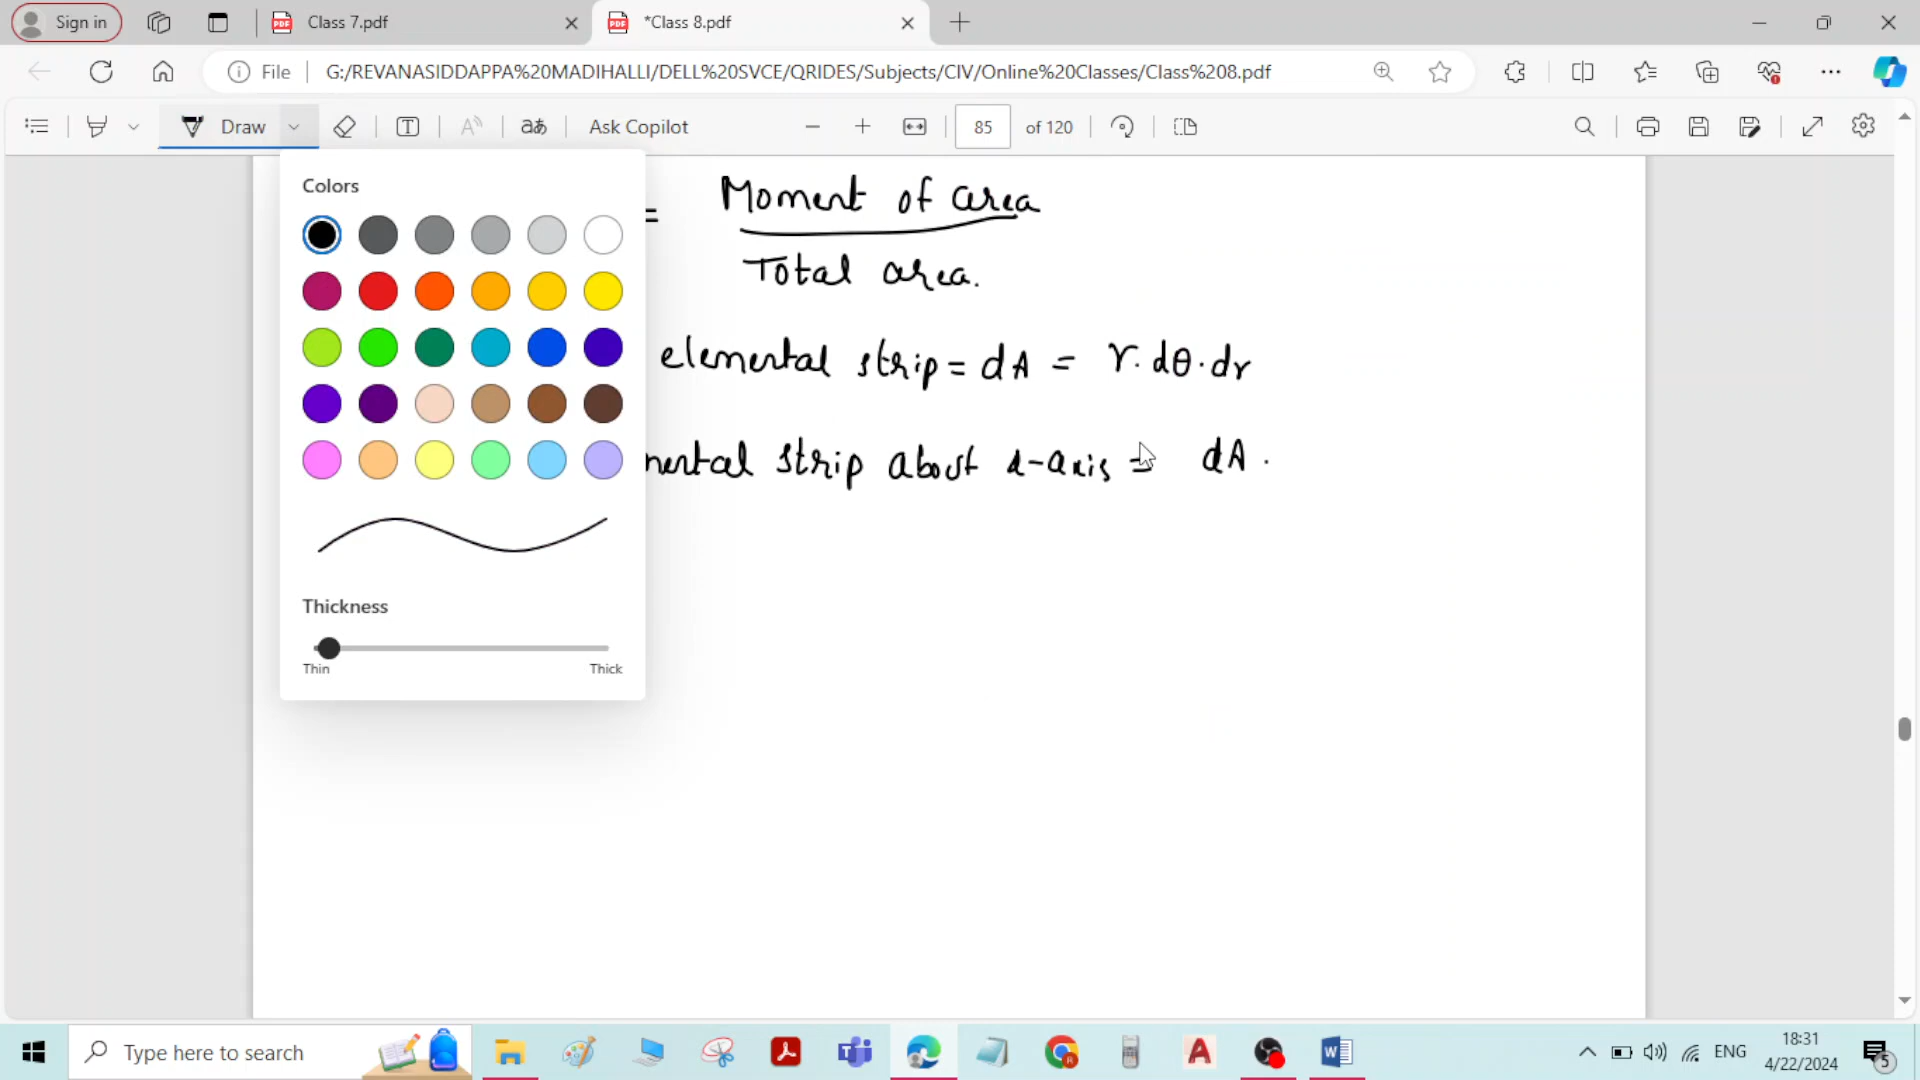 Sign in
Class 7.pdf
*Class 8.pdf
File
G:/REVANASIDDAPPA%20MADIHALLI/DELL%20SVCE/QRIDES/Subjects/CIV/Online%20Classes/Class%208.pdf
Draw
Ask Copilot
85
of 120
Colors
Thickness
Thin
Thick
= Moment of area
Total area.
elemental strip = dA = r. dθ. dr
mental strip about x-axis = dA .
Type here to search
ENG
18:31
4/22/2024
5